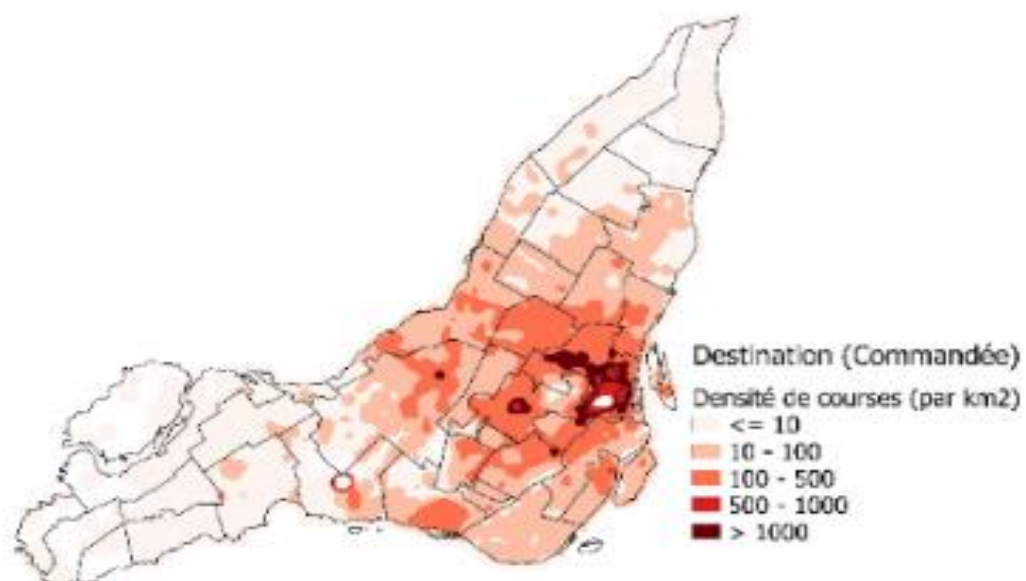 Destination (Commandée)
Densité de courses (par km2)
<= 10
10 - 100
100 - 500
500 - 1000
> 1000